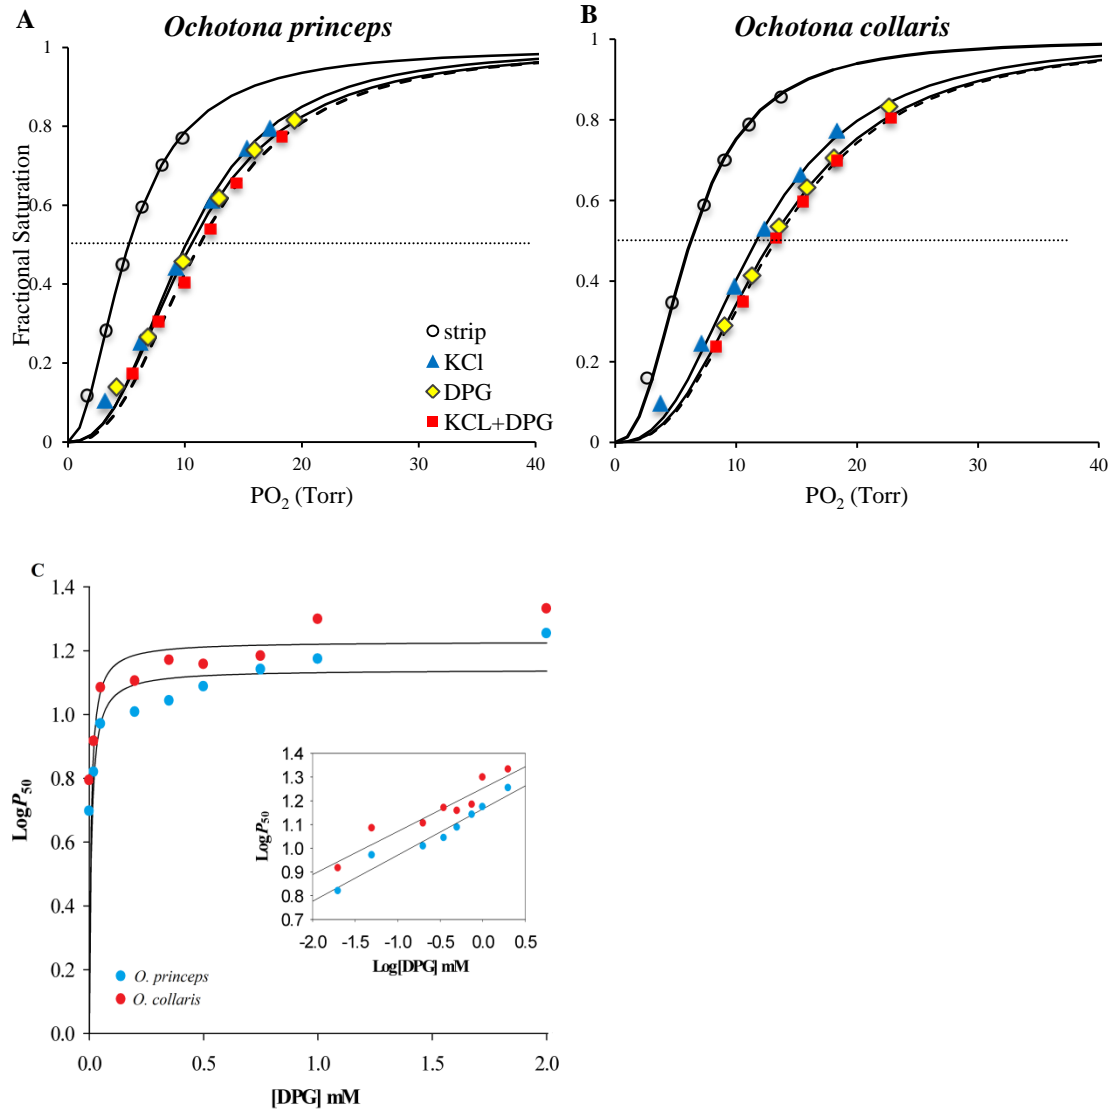 A
Ochotona princeps
1
0.8
0.6
0.4
0.2
0
Fractional Saturation
0
10
20
30
40
PO2 (Torr)
strip
KCl
DPG
KCL+DPG
B
Ochotona collaris
1
0.8
0.6
0.4
0.2
0
0
10
20
30
40
PO2 (Torr)
C
1.4
1.2
1.0
0.8
0.6
0.4
0.2
0.0
LogP50
0.0
0.5
1.0
1.5
2.0
[DPG] mM
O. princeps
O. collaris
1.4
1.3
1.2
1.1
1.0
0.9
0.8
0.7
LogP50
-2.0
-1.5
-1.0
-0.5
0.0
0.5
Log[DPG] mM